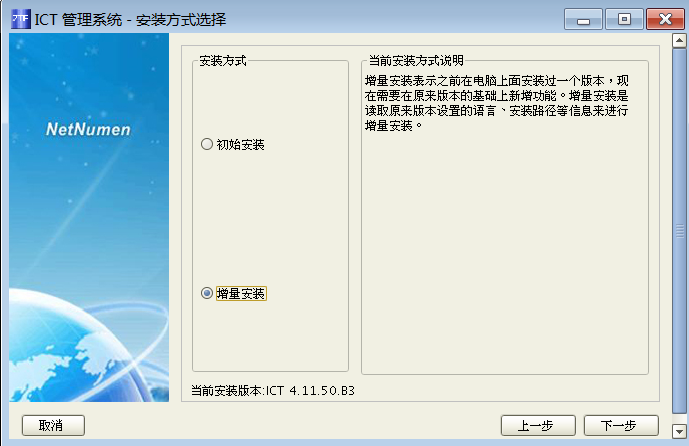 ICT 管理系统 - 安装方式选择
NetNumen
安装方式
初始安装
增量安装
当前安装方式说明
增量安装表示之前在电脑上面安装过一个版本，现
在需要在原来版本的基础上新增功能。增量安装是
读取原来版本设置的语言、安装路径等信息来进行
增量安装。
当前安装版本:ICT 4.11.50.B3
取消
上一步
下一步